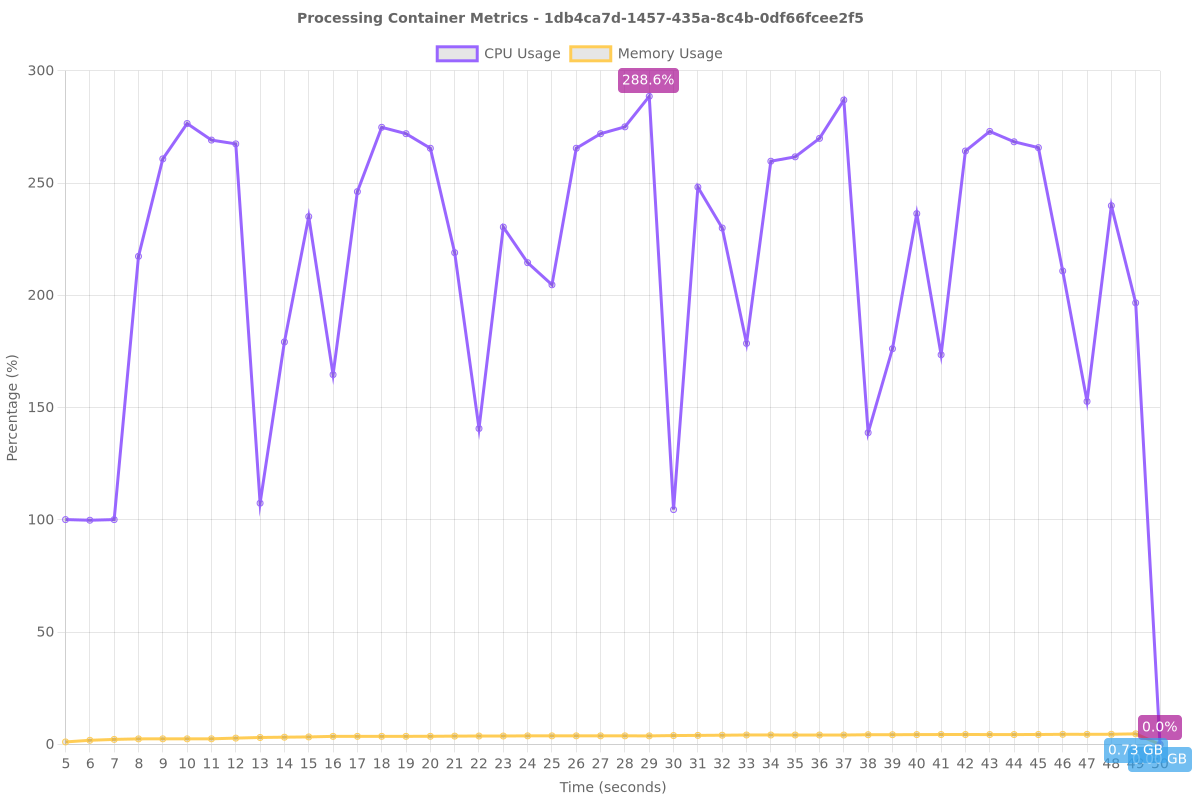 Processing Container Metrics - 1db4ca7d-1457-435a-8c4b-0df66fcee2f5
CPU Usage Memory Usage
288.6%
300
250
200
150
100
50
0
Percentage (%)
0.0%
0.73 GB
GB
5 6 7 8 9 10 11 12 13 14 15 16 17 18 19 20 21 22 23 24 25 26 27 28 29 30 31 32 33 34 35 36 37 38 39 40 41 42 43 44 45 46 47 48 49 50
Time (seconds)